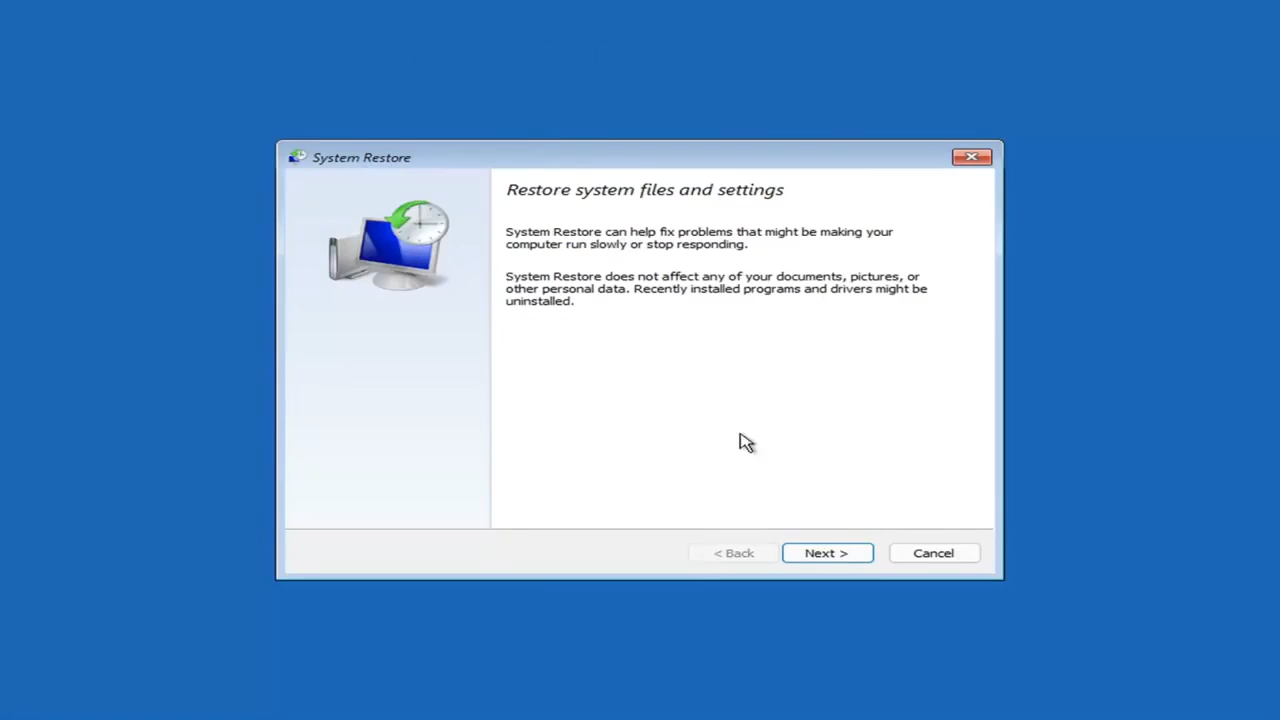 System Restore
Restore system files and settings
System Restore can help fix problems that might be making your
computer run slowly or stop responding.
System Restore does not affect any of your documents, pictures, or
other personal data. Recently installed programs and drivers might be
uninstalled.
< Back Next > Cancel